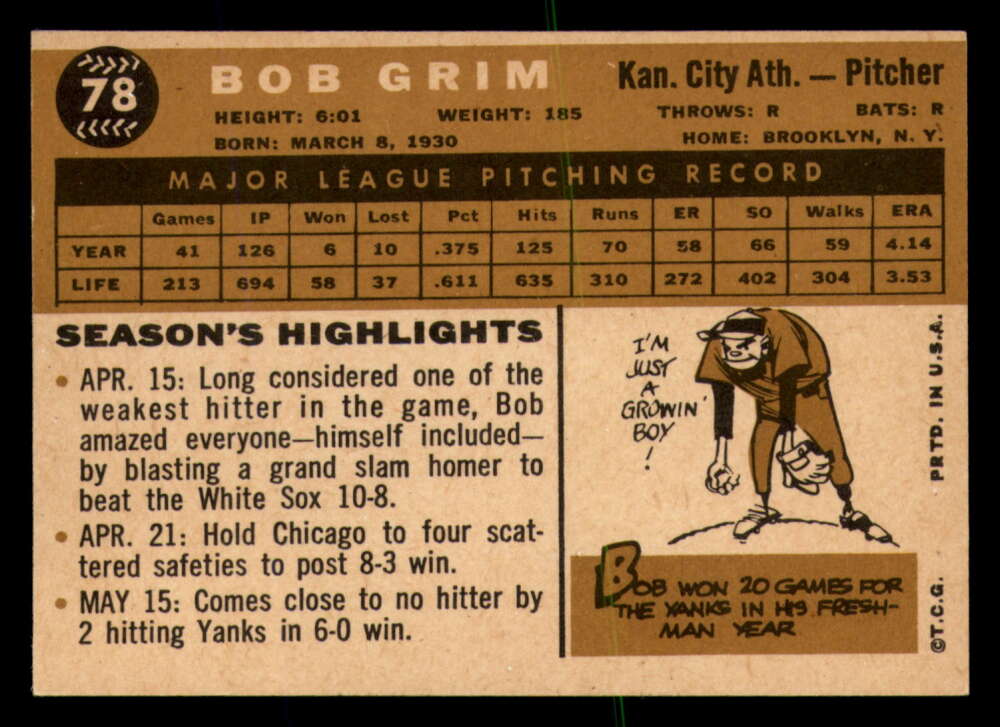 78
BOB GRIM
Kan. City Ath. — Pitcher
HEIGHT: 6:01 WEIGHT: 185 THROWS: R BATS: R
BORN: MARCH 8, 1930 HOME: BROOKLYN, N. Y.
MAJOR LEAGUE PITCHING RECORD
Games IP Won Lost Pct Hits Runs ER SO Walks ERA
YEAR 41 126 6 10 .375 125 70 58 66 59 4.14
LIFE 213 694 58 37 .611 635 310 272 402 304 3.53
SEASON'S HIGHLIGHTS
• APR. 15: Long considered one of the
weakest hitter in the game, Bob
amazed everyone—himself included—
by blasting a grand slam homer to
beat the White Sox 10-8.
• APR. 21: Hold Chicago to four scat-
tered safeties to post 8-3 win.
• MAY 15: Comes close to no hitter by
2 hitting Yanks in 6-0 win.
I'M
JUST
A
GROWIN'
BOY
!
BOB WON 20 GAMES FOR
THE YANKS IN HIS FRESH-
MAN YEAR
©T.C.G. PRTD. IN U.S.A.